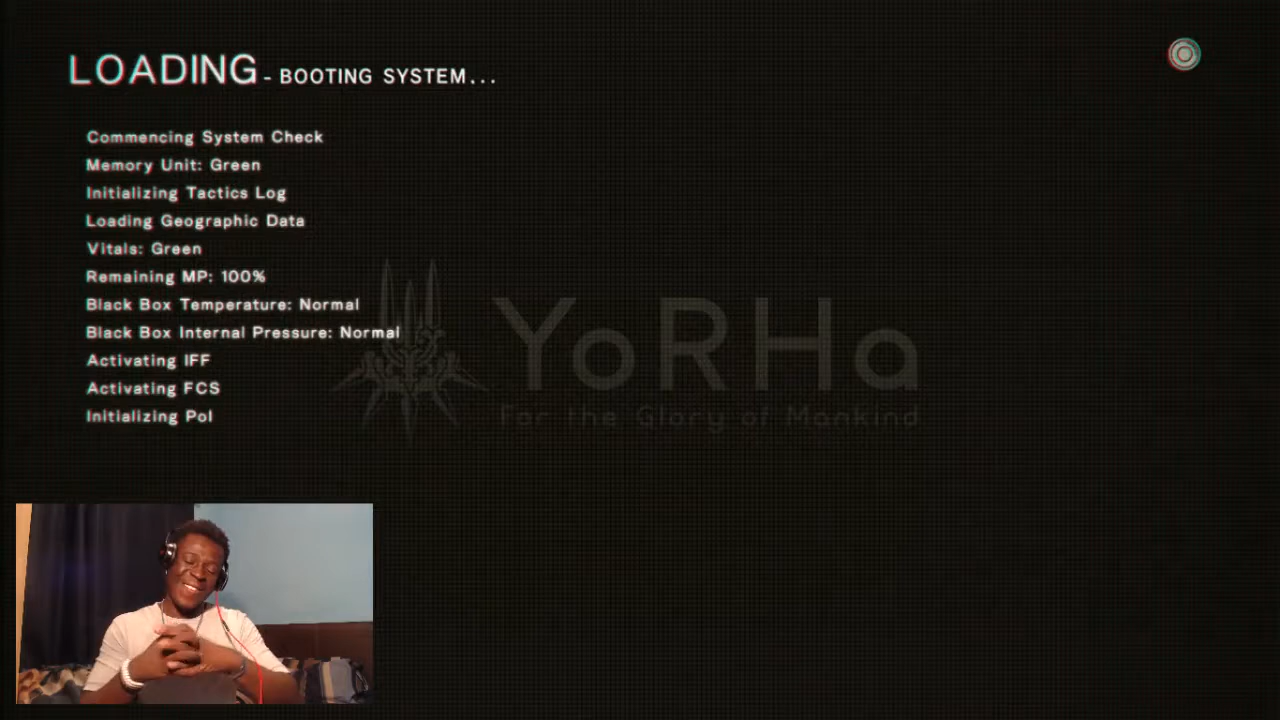 LOADING - BOOTING SYSTEM...
Commencing System Check
Memory Unit: Green
Initializing Tactics Log
Loading Geographic Data
Vitals: Green
Remaining MP: 100%
Black Box Temperature: Normal
Black Box Internal Pressure: Normal
Activating IFF
Activating FCS
Initializing Pol
YoRHa
For the Glory of Mankind